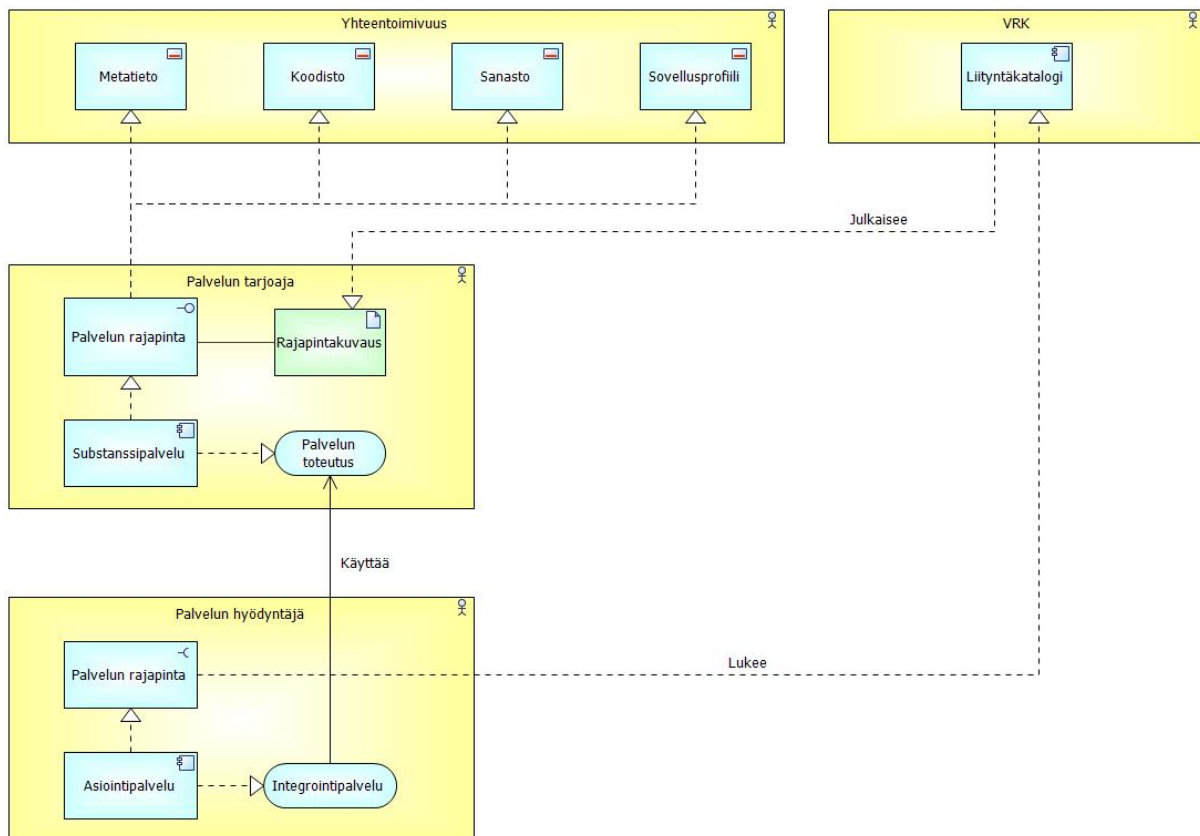 Yhteentoimivuus
VRK
Metatieto
Koodisto
Sanasto
Sovellusprofiili
Liityntäkatalogi
Julkaisee
Palvelun tarjoaja
Palvelun rajapinta
Rajapintakuvaus
Substanssipalvelu
Palvelun
toteutus
Käyttää
Palvelun hyödyntäjä
Palvelun rajapinta
Lukee
Asiointipalvelu
Integrointipalvelu